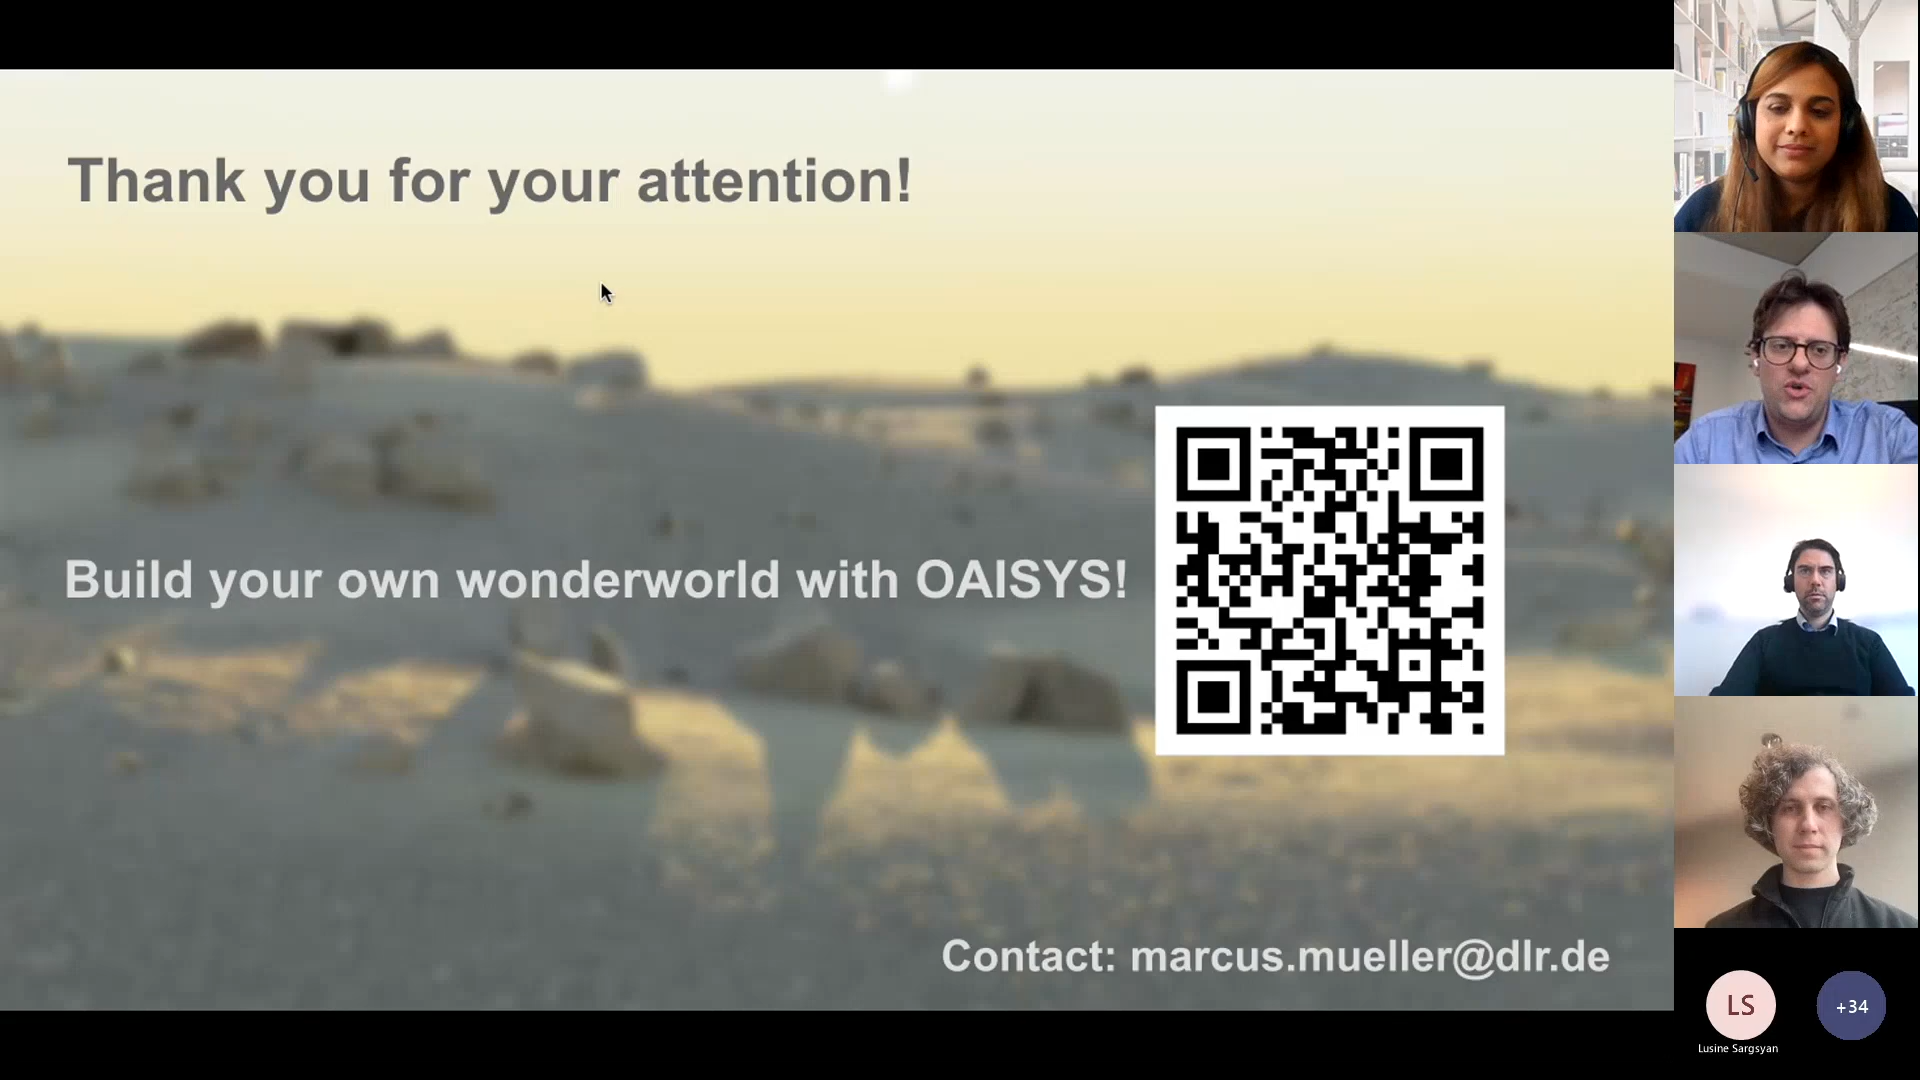 Thank you for your attention!
Build your own wonderworld with OAISYS!
Contact: marcus.mueller@dlr.de
LS
+34
Lusine Sargsyan